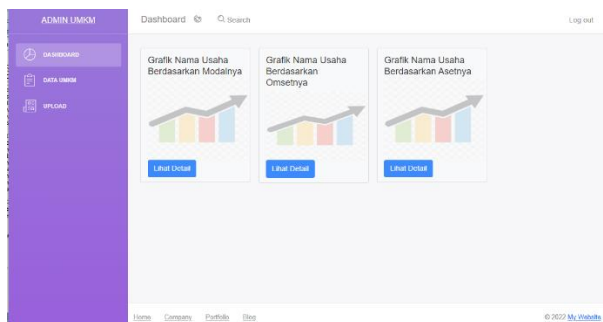 ADMIN UMKM
Dashboard
Search
Log out
DASHBOARD
DATA UMKM
UPLOAD
Grafik Nama Usaha
Berdasarkan Modalnya
Lihat Detail
Grafik Nama Usaha
Berdasarkan
Omsetnya
Lihat Detail
Grafik Nama Usaha
Berdasarkan Asetnya
Lihat Detail
Home Company Portfolio Blog
© 2022 My Website